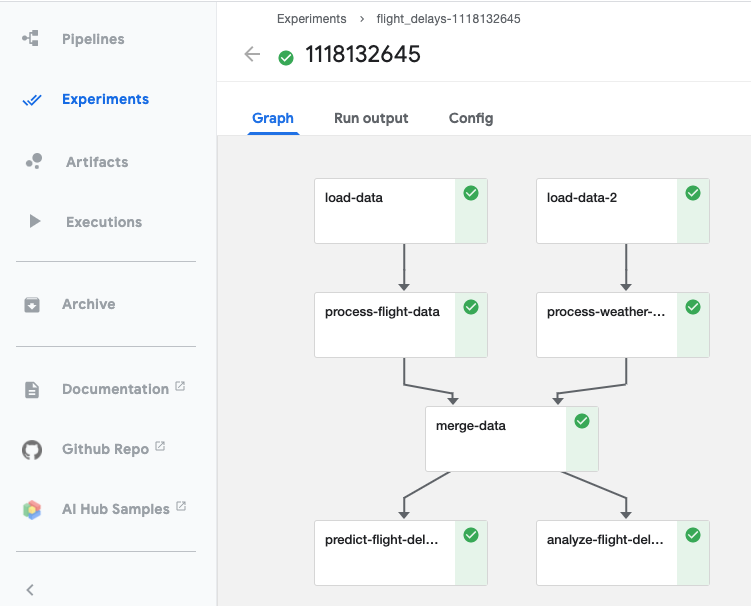 Experiments > flight_delays-1118132645
1118132645
Pipelines
Experiments
Artifacts
Executions
Archive
Documentation
Github Repo
AI Hub Samples
Graph Run output Config
load-data load-data-2
process-flight-data process-weather-...
merge-data
predict-flight-del... analyze-flight-del...